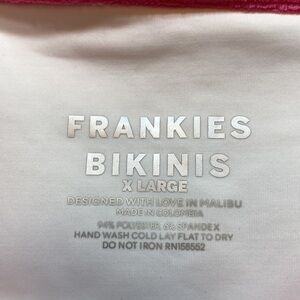 FRANKIES
BIKINIS
X LARGE
DESIGNED WITH LOVE IN MALIBU
MADE IN COLOMBIA
94% POLYESTER, 6% SPANDEX
HAND WASH COLD LAY FLAT TO DRY
DO NOT IRON RN158552